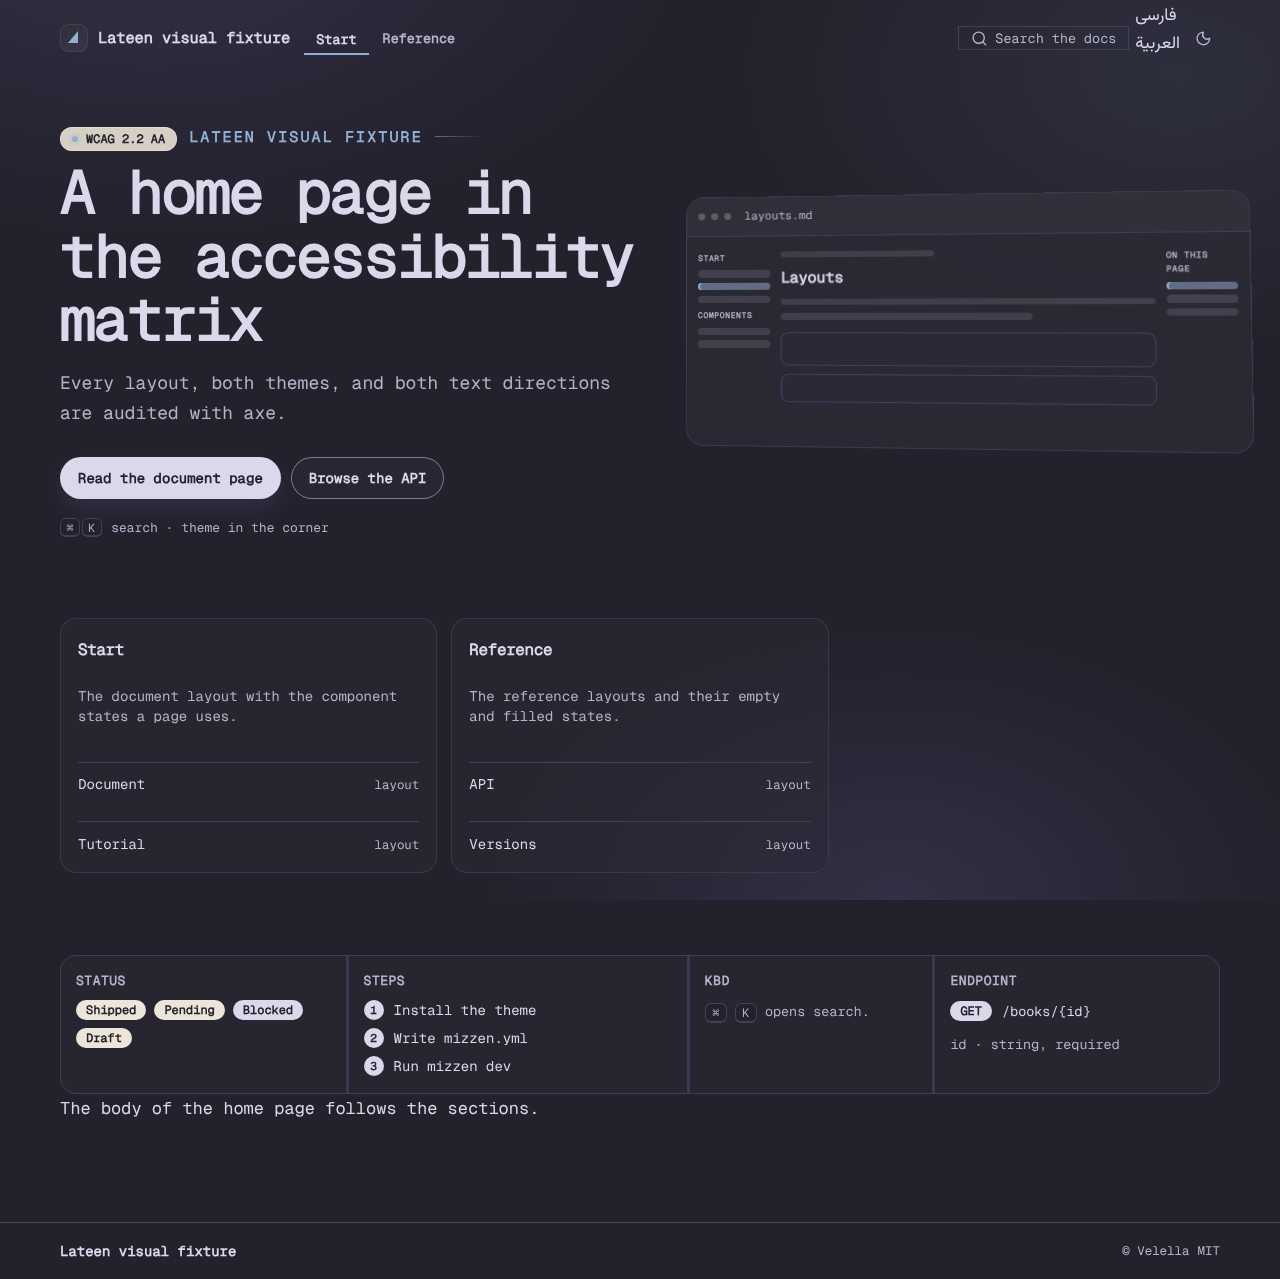 Lateen visual fixture
Start
Reference
Search the docs
فارسی
العربية
WCAG 2.2 AA
LATEEN VISUAL FIXTURE
A home page in
the accessibility
matrix
Every layout, both themes, and both text directions
are audited with axe.
Read the document page
Browse the API
⌘ K search · theme in the corner
layouts.md
START
COMPONENTS
Layouts
ON THIS
PAGE
Start
The document layout with the component
states a page uses.
Document layout
Tutorial layout
Reference
The reference layouts and their empty
and filled states.
API layout
Versions layout
STATUS
Shipped Pending Blocked
Draft
STEPS
1 Install the theme
2 Write mizzen.yml
3 Run mizzen dev
KBD
⌘ K opens search.
ENDPOINT
GET /books/{id}
id · string, required
The body of the home page follows the sections.
Lateen visual fixture
© Velella MIT